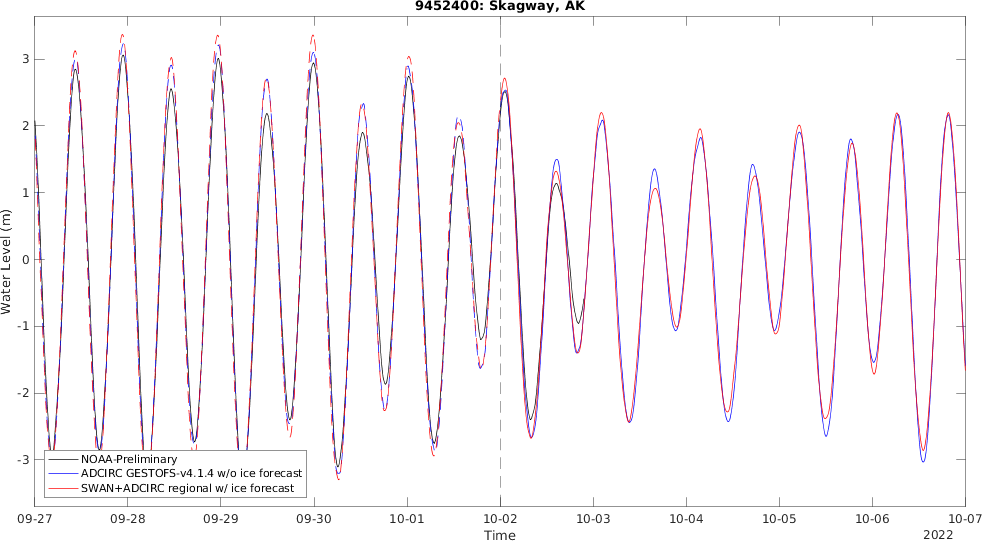 9452400: Skagway, AK
Water Level (m)
3
2
1
0
-1
-2
-3
NOAA-Preliminary
ADCIRC GESTOFS-v4.1.4 w/o ice forecast
SWAN+ADCIRC regional w/ ice forecast
09-27 09-28 09-29 09-30 10-01 10-02 10-03 10-04 10-05 10-06 10-07
Time
2022